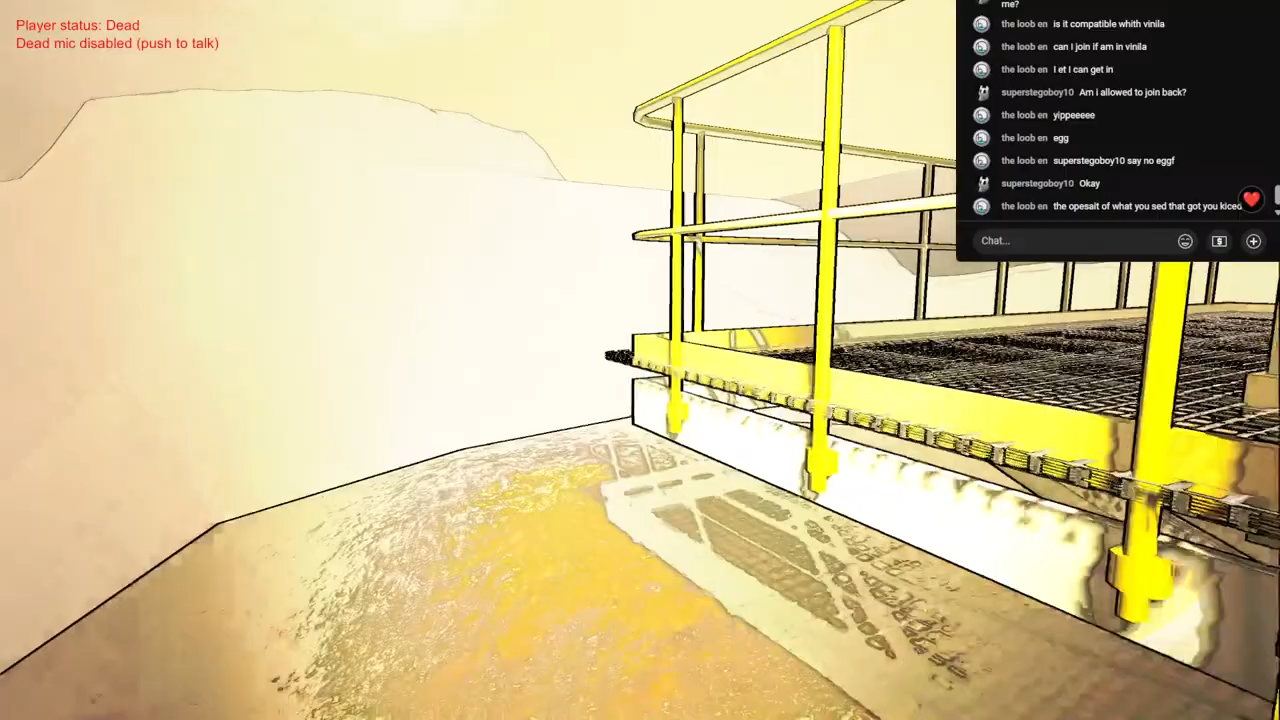 Player status: Dead
Dead mic disabled (push to talk)
me?
the loob en is it compatible whith vinila
the loob en can I join if am in vinila
the loob en I et I can get in
superstegoboy10 Am i allowed to join back?
the loob en yippeeeee
the loob en egg
the loob en superstegoboy10 say no eggf
superstegoboy10 Okay
the loob en the opesait of what you sed that got you kiced
Chat...